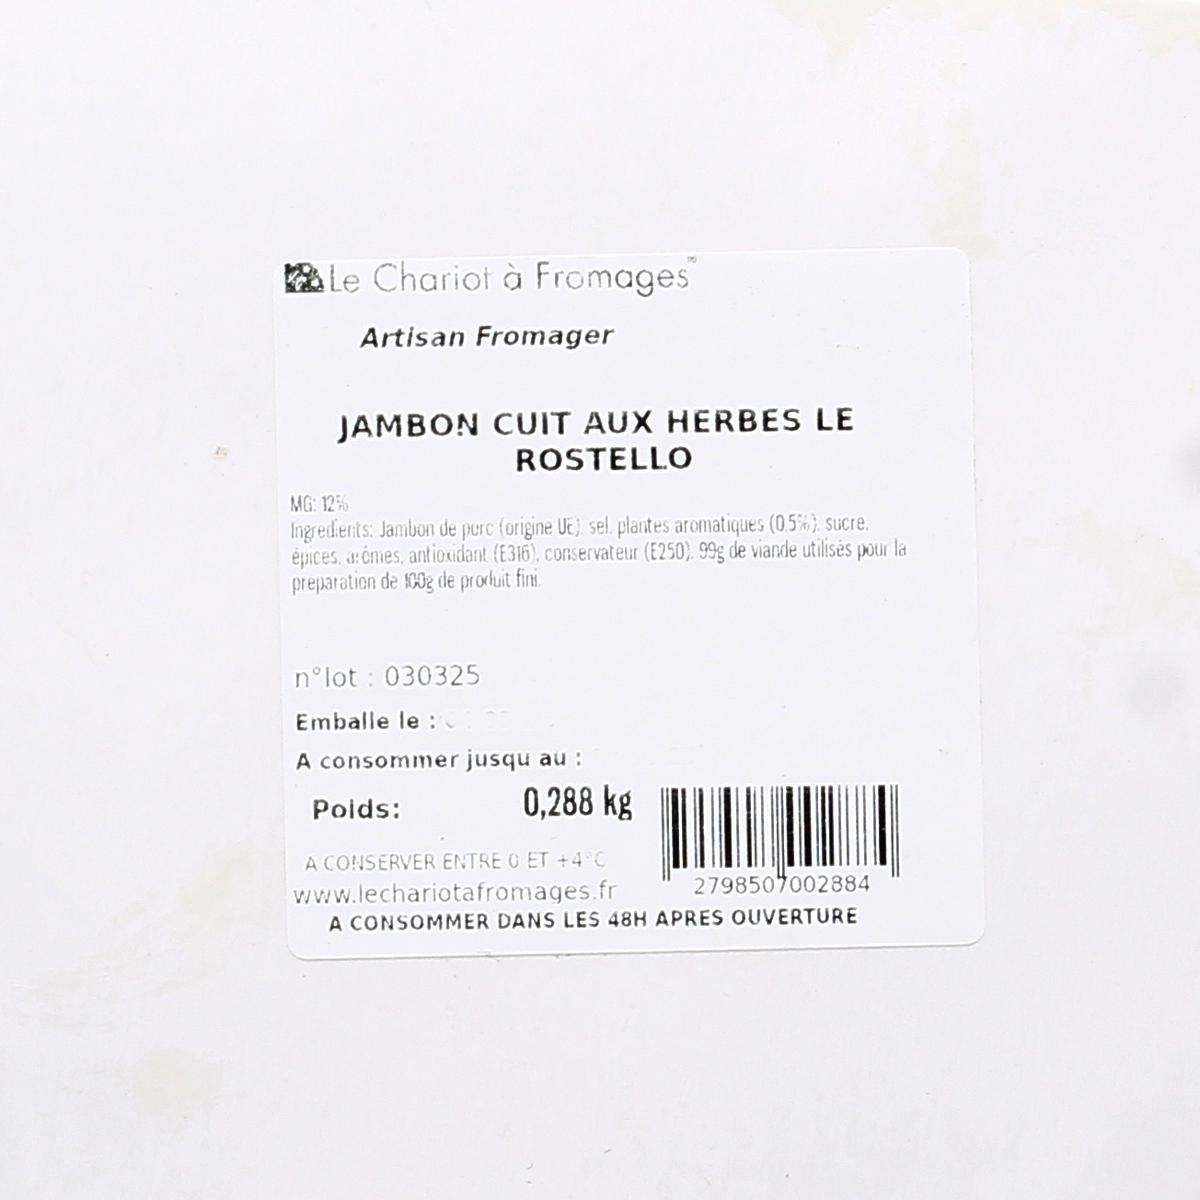 Le Chariot à Fromages™
Artisan Fromager
JAMBON CUIT AUX HERBES LE
ROSTELLO
MG: 12%
Ingredients: Jambon de porc (origine UE), sel, plantes aromatiques (0.5%), sucre,
épices, arômes, antioxidant (E316), conservateur (E250). 99g de viande utilisés pour la
preparation de 100g de produit fini.
n°lot : 030325
Emballe le :
A consommer jusqu au :
Poids: 0,288 kg
A CONSERVER ENTRE 0 ET +4°C
2798507002884
www.lechariotafromages.fr
A CONSOMMER DANS LES 48H APRES OUVERTURE